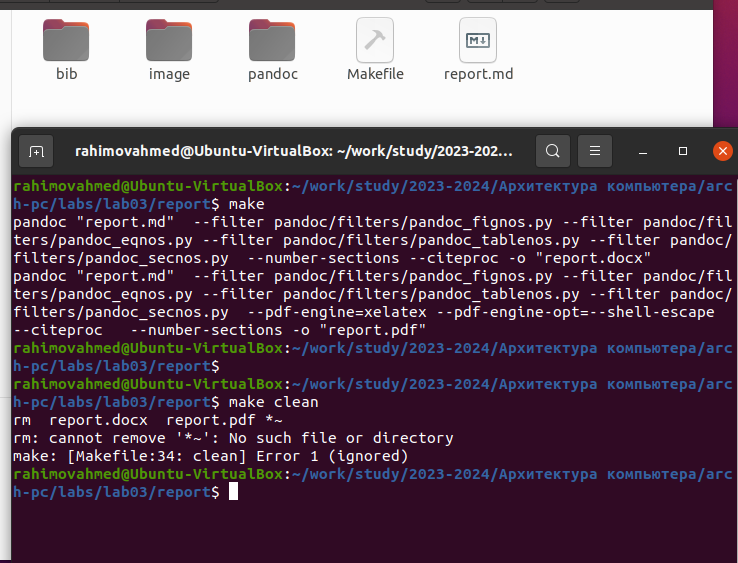 bib image pandoc Makefile report.md
rahimovahmed@Ubuntu-VirtualBox: ~/work/study/2023-202...
rahimovahmed@Ubuntu-VirtualBox:~/work/study/2023-2024/Архитектура компьютера/arc
h-pc/labs/lab03/report$ make
pandoc "report.md"  --filter pandoc/filters/pandoc_fignos.py --filter pandoc/fil
ters/pandoc_eqnos.py --filter pandoc/filters/pandoc_tablenos.py --filter pandoc/
filters/pandoc_secnos.py  --number-sections --citeproc -o "report.docx"
pandoc "report.md"  --filter pandoc/filters/pandoc_fignos.py --filter pandoc/fil
ters/pandoc_eqnos.py --filter pandoc/filters/pandoc_tablenos.py --filter pandoc/
filters/pandoc_secnos.py  --pdf-engine=xelatex --pdf-engine-opt=--shell-escape
--citeproc   --number-sections -o "report.pdf"
rahimovahmed@Ubuntu-VirtualBox:~/work/study/2023-2024/Архитектура компьютера/arc
h-pc/labs/lab03/report$
rahimovahmed@Ubuntu-VirtualBox:~/work/study/2023-2024/Архитектура компьютера/arc
h-pc/labs/lab03/report$ make clean
rm  report.docx  report.pdf *~
rm: cannot remove '*~': No such file or directory
make: [Makefile:34: clean] Error 1 (ignored)
rahimovahmed@Ubuntu-VirtualBox:~/work/study/2023-2024/Архитектура компьютера/arc
h-pc/labs/lab03/report$